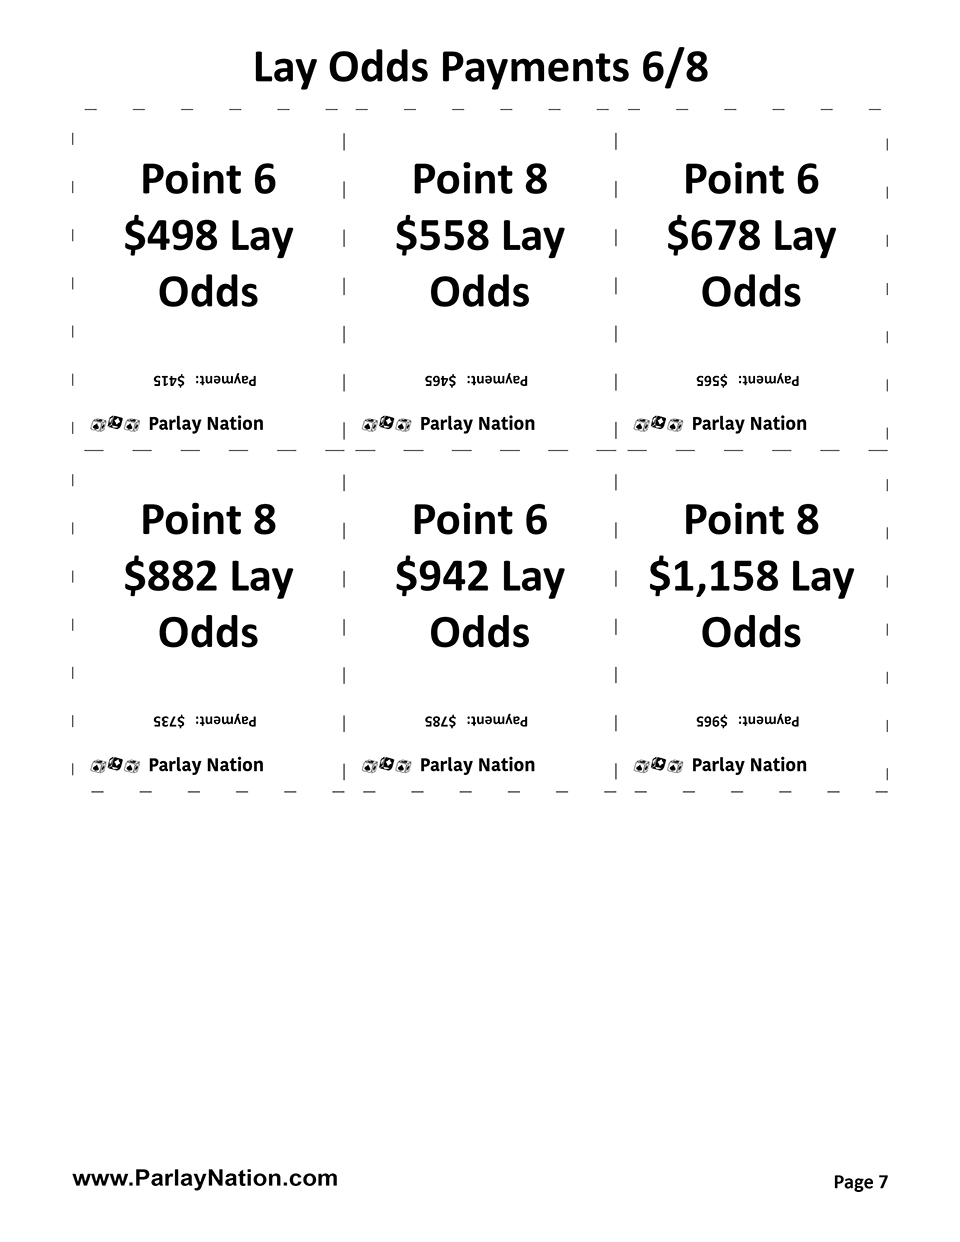 Lay Odds Payments 6/8
Point 6
$498 Lay
Odds
Payment: $415
Parlay Nation
Point 8
$558 Lay
Odds
Payment: $465
Parlay Nation
Point 6
$678 Lay
Odds
Payment: $565
Parlay Nation
Point 8
$882 Lay
Odds
Payment: $735
Parlay Nation
Point 6
$942 Lay
Odds
Payment: $785
Parlay Nation
Point 8
$1,158 Lay
Odds
Payment: $965
Parlay Nation
www.ParlayNation.com
Page 7